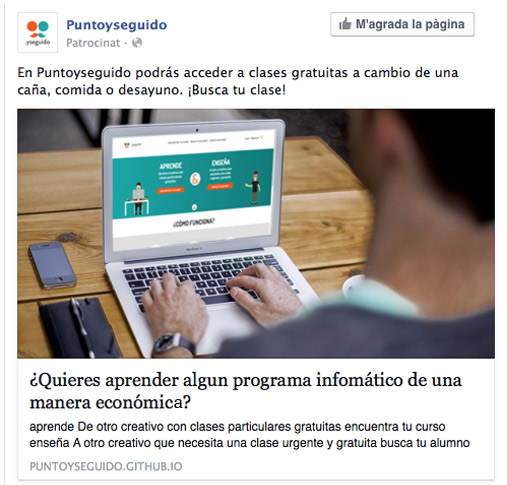 Puntoyseguido
M'agrada la pàgina
yseguido
Patrocinat ·
En Puntoyseguido podrás acceder a clases gratuitas a cambio de una
caña, comida o desayuno. ¡Busca tu clase!
APRENDE
ENSEÑA
¿CÓMO FUNCIONA?
¿Quieres aprender algun programa infomático de una
manera económica?
aprende De otro creativo con clases particulares gratuitas encuentra tu curso
enseña A otro creativo que necesita una clase urgente y gratuita busca tu alumno
PUNTOYSEGUIDO.GITHUB.IO